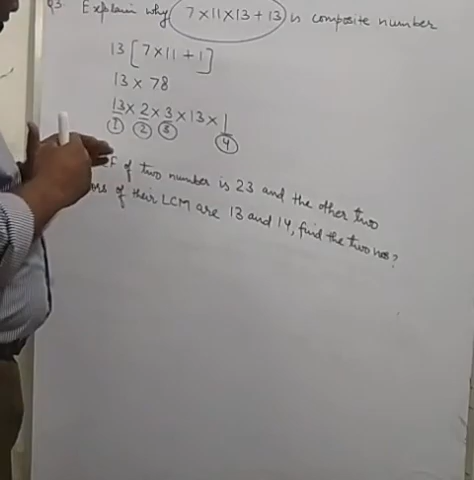 Q3. Explain why 7×11×13+13 is composite number
13[7×11+1]
13×78
13×2×3×13×1
1 2 3 4
of two number is 23 and the other two
of their LCM are 13 and 14, find the two nos?